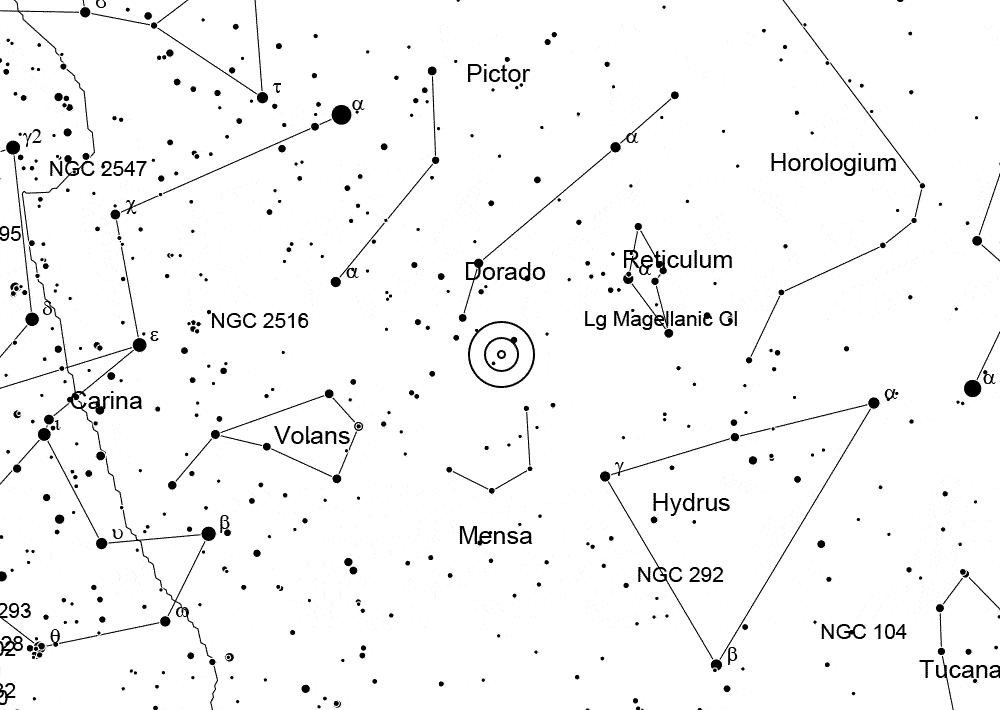 δ
τ
Pictor
α
γ2
α
NGC 2547
Horologium
χ
95
Reticulum
α
Dorado
α
δ
NGC 2516
Lg Magellanic Cl
ε
α
α
Carina
ι
Volans
γ
Hydrus
β
υ
Mensa
NGC 292
293
ω
θ
NGC 104
28
02
β
Tucana
32